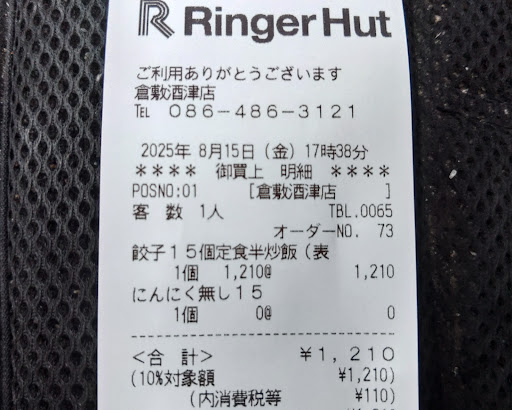 Ringer Hut
ご利用ありがとうございます
倉敷酒津店
TEL 086-486-3121
2025年 8月15日(金)17時38分
**** 御買上 明細 ****
POSNO:01 [倉敷酒津店 ]
客 数 1人 TBL.0065
オーダーNO. 73
餃子15個定食半炒飯(表
1個 1,210@ 1,210
にんにく無し15
1個 0@ 0
<合 計> ¥1,210
(10%対象額 ¥1,210)
(内消費税等 ¥110)